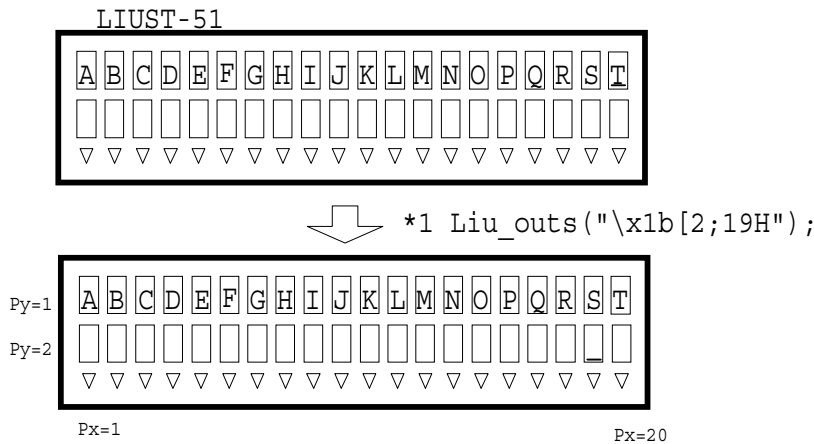 LIUST-51
A B C D E F G H I J K L M N O P Q R S T
*1 Liu_outs("\x1b[2;19H");
Py=1 A B C D E F G H I J K L M N O P Q R S T
Py=2 _
Px=1 Px=20